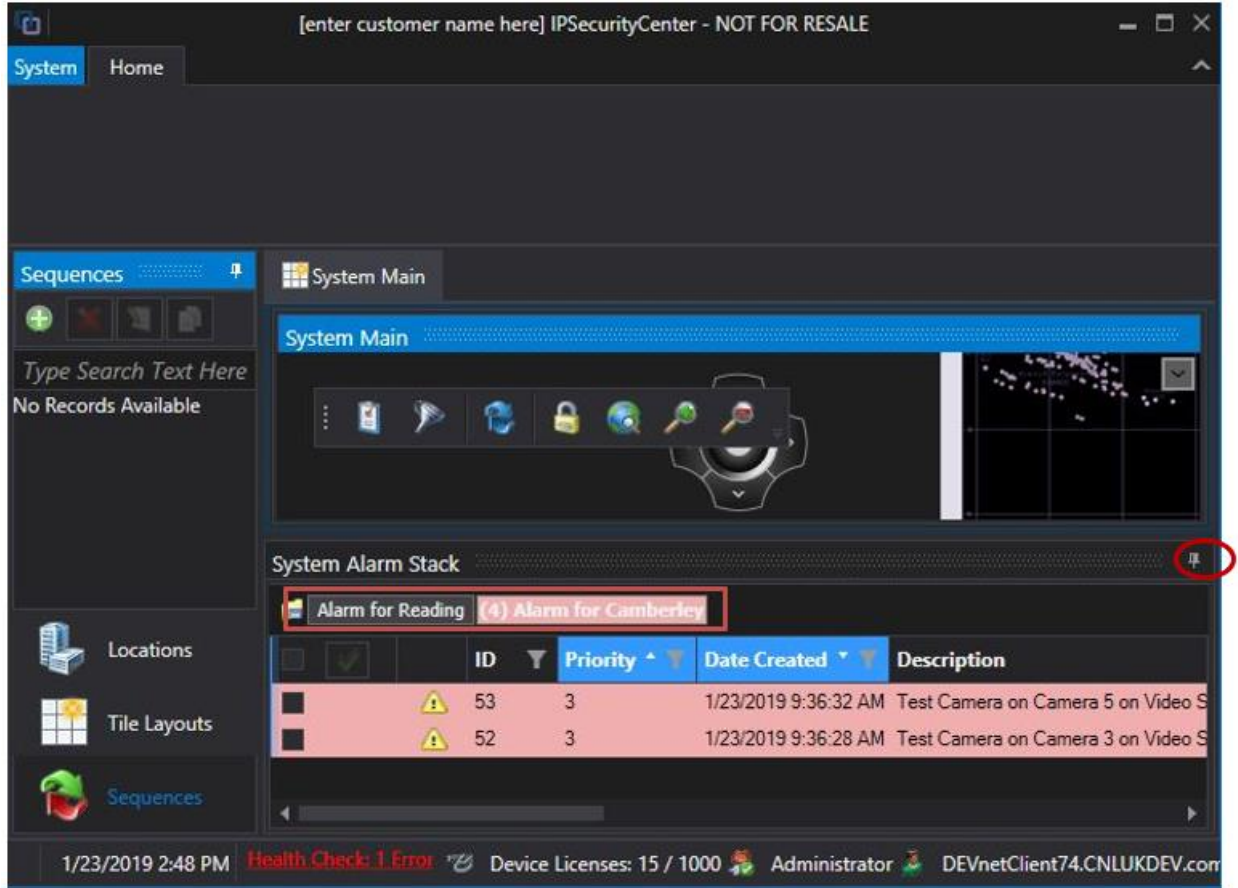 [enter customer name here] IPSecurityCenter - NOT FOR RESALE
System Home
Sequences
Type Search Text Here
No Records Available
System Main
System Main
System Alarm Stack
Alarm for Reading (4) Alarm for Camberley
ID Priority Date Created Description
53 3 1/23/2019 9:36:32 AM Test Camera on Camera 5 on Video S
52 3 1/23/2019 9:36:28 AM Test Camera on Camera 3 on Video S
Locations
Tile Layouts
Sequences
1/23/2019 2:48 PM Health Check: 1 Error Device Licenses: 15 / 1000 Administrator DEVnetClient74.CNLUKDEV.com